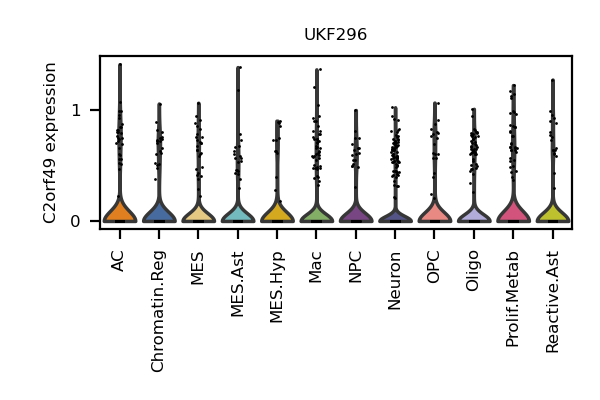 UKF296
C2orf49 expression
1
0
AC
Chromatin.Reg
MES
MES.Ast
MES.Hyp
Mac
NPC
Neuron
OPC
Oligo
Prolif.Metab
Reactive.Ast